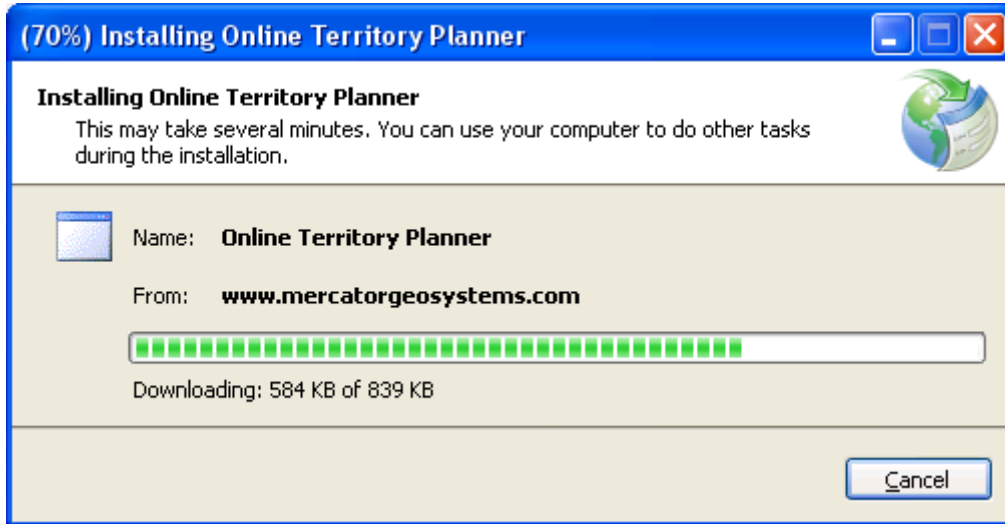 (70%) Installing Online Territory Planner
Installing Online Territory Planner
This may take several minutes. You can use your computer to do other tasks
during the installation.
Name: Online Territory Planner
From: www.mercatorgeosystems.com
Downloading: 584 KB of 839 KB
Cancel